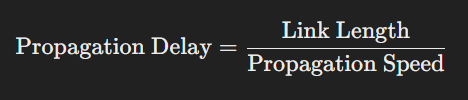 Propagation Delay = Link Length / Propagation Speed